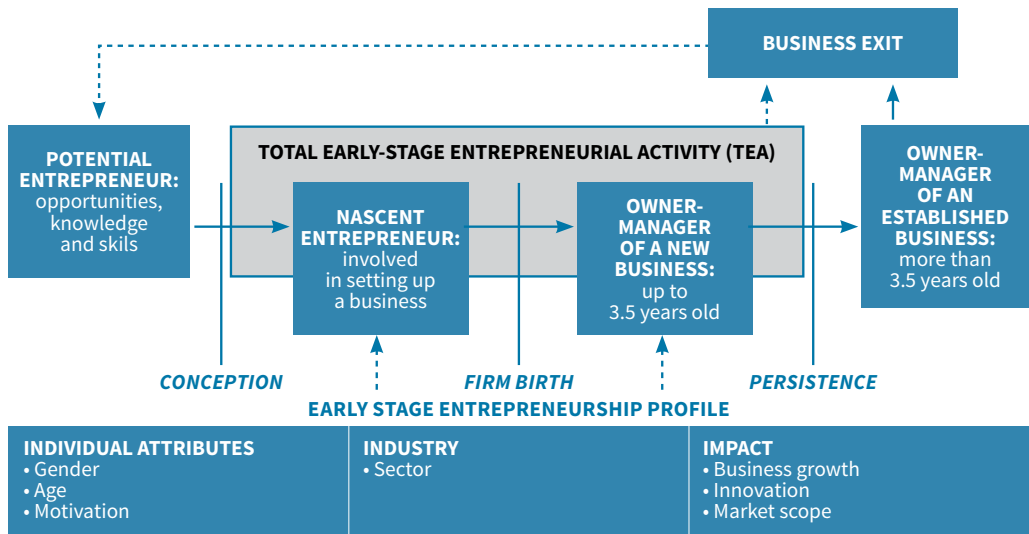 BUSINESS EXIT
POTENTIAL
ENTREPRENEUR:
opportunities,
knowledge
and skils
TOTAL EARLY-STAGE ENTREPRENEURIAL ACTIVITY (TEA)
NASCENT
ENTREPRENEUR:
involved
in setting up
a business
OWNER-
MANAGER
OF A NEW
BUSINESS:
up to
3.5 years old
OWNER-
MANAGER
OF AN
ESTABLISHED
BUSINESS:
more than
3.5 years old
CONCEPTION
FIRM BIRTH
PERSISTENCE
EARLY STAGE ENTREPRENEURSHIP PROFILE
INDIVIDUAL ATTRIBUTES
• Gender
• Age
• Motivation
INDUSTRY
• Sector
IMPACT
• Business growth
• Innovation
• Market scope